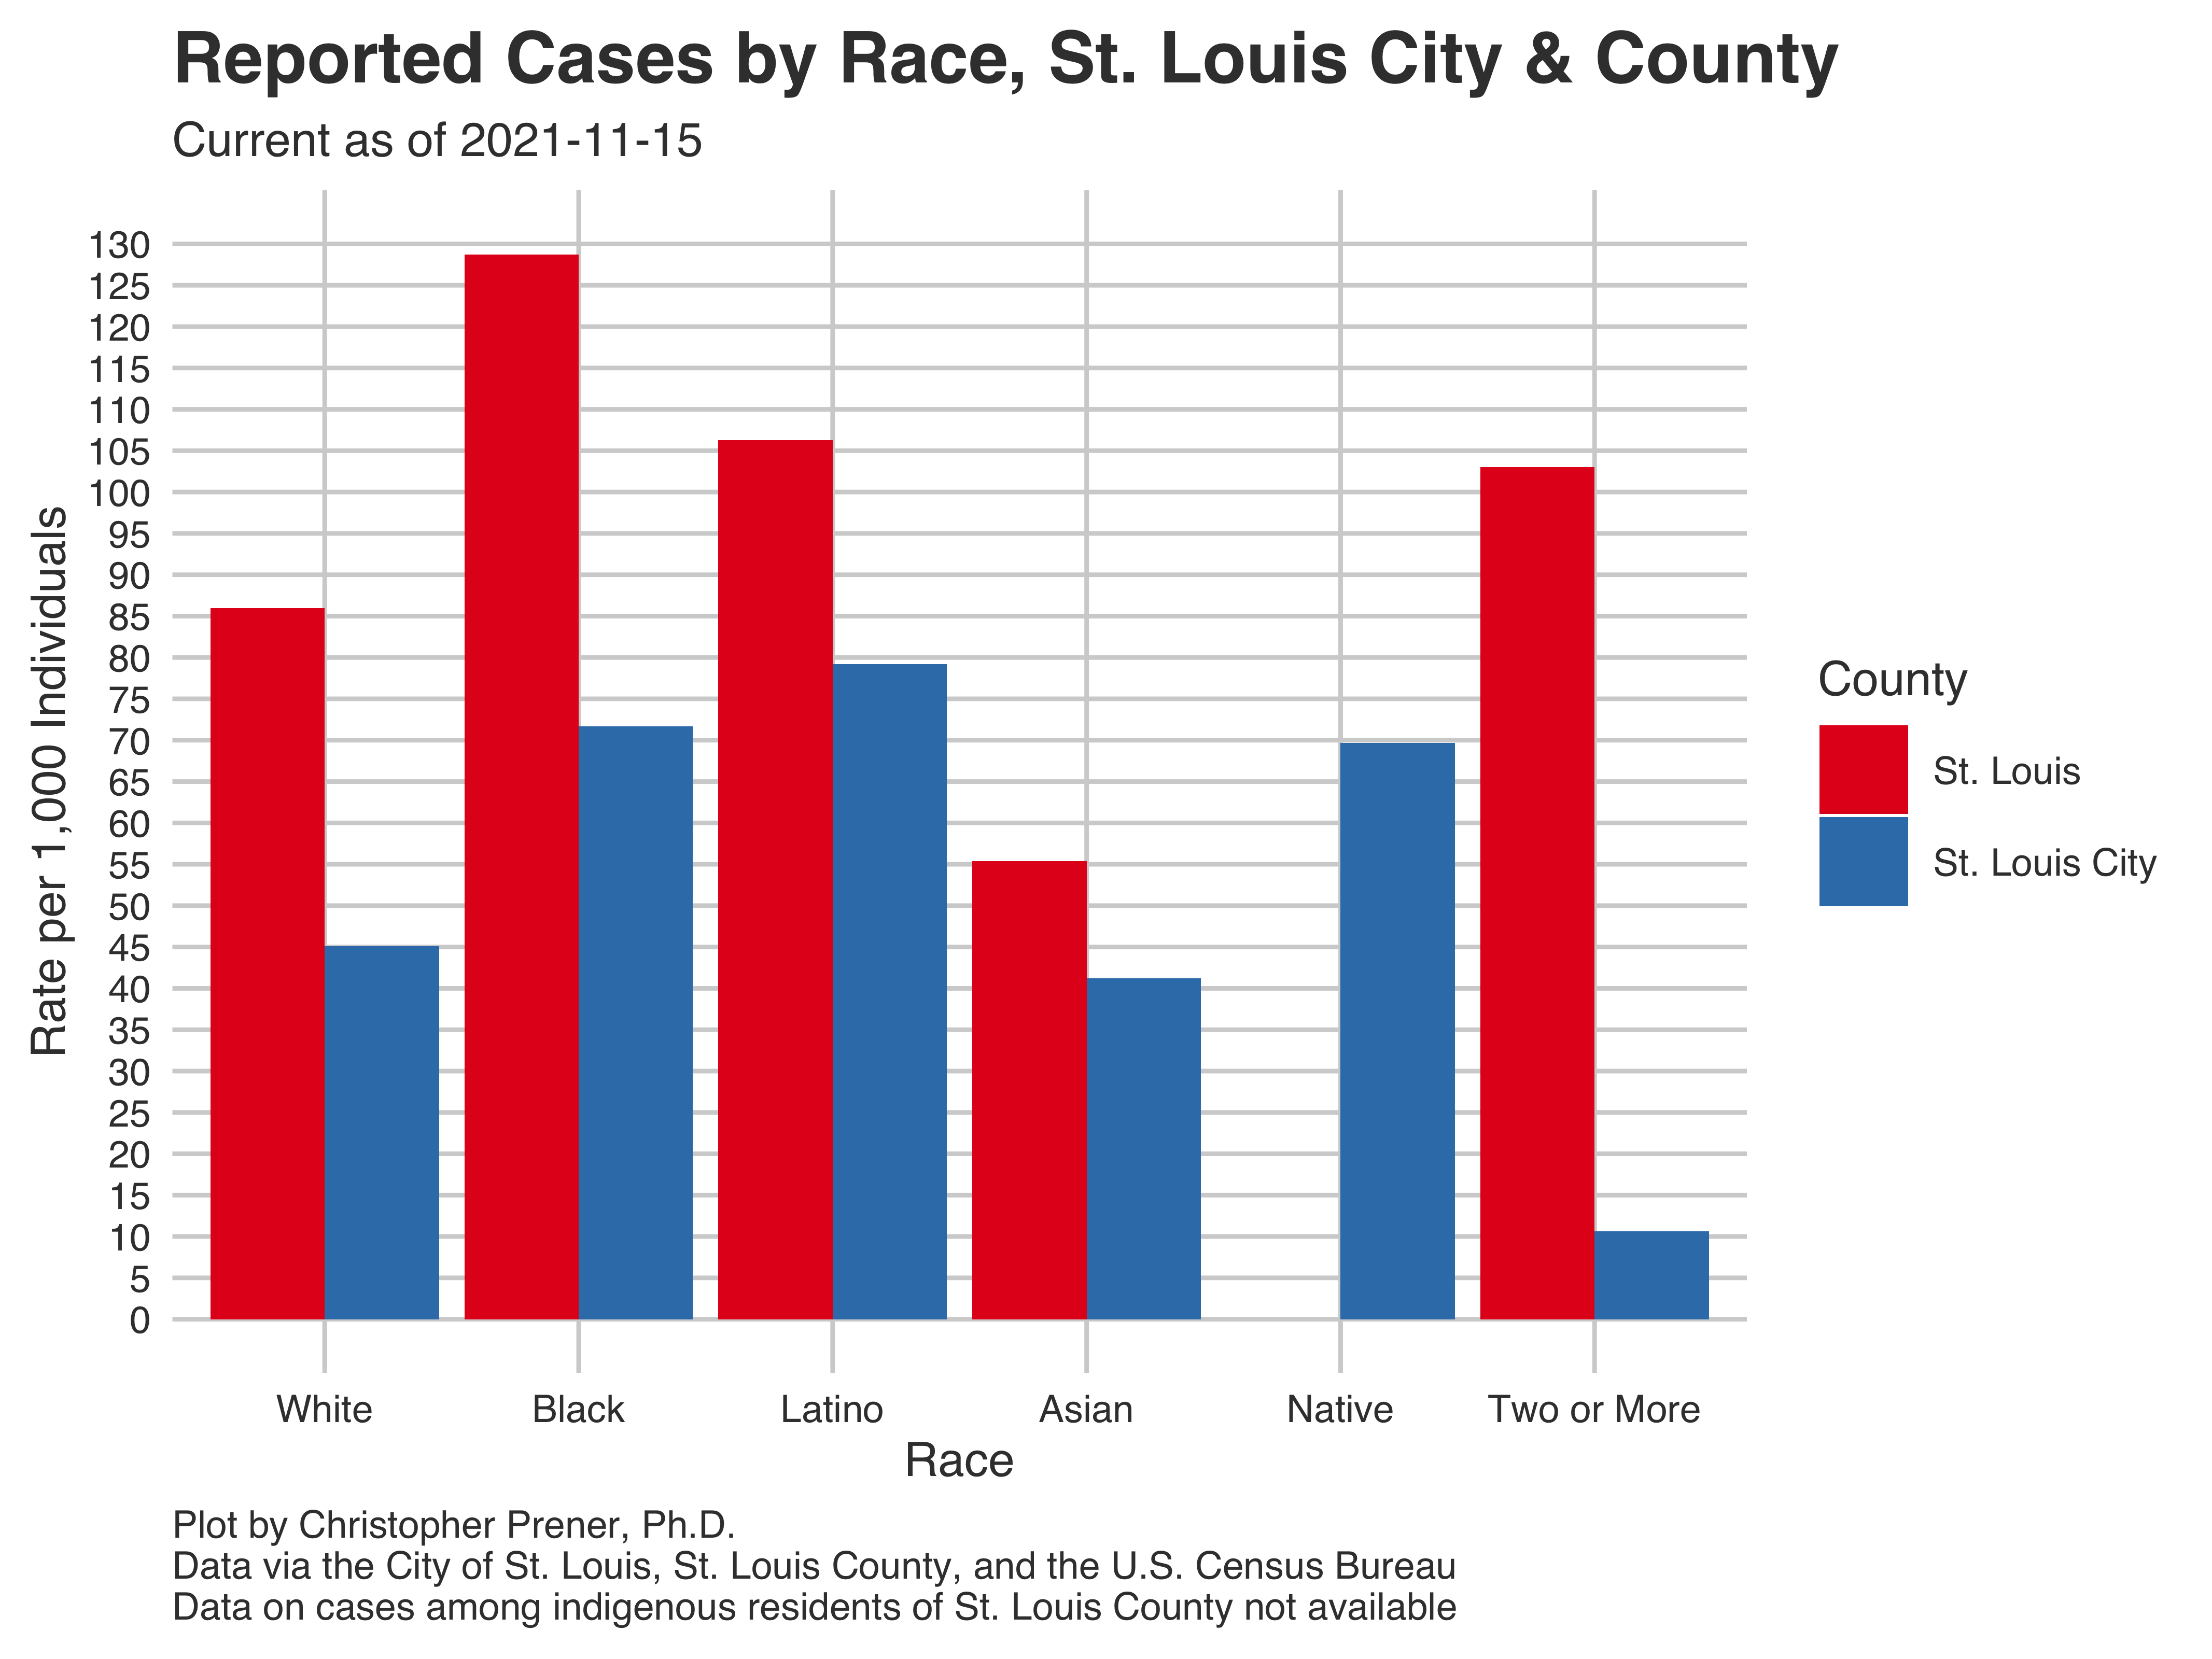 Reported Cases by Race, St. Louis City & County
Current as of 2021-11-15
Rate per 1,000 Individuals
130
125
120
115
110
105
100
95
90
85
80
75
70
65
60
55
50
45
40
35
30
25
20
15
10
5
0
White Black Latino Asian Native Two or More
Race
County
St. Louis
St. Louis City
Plot by Christopher Prener, Ph.D.
Data via the City of St. Louis, St. Louis County, and the U.S. Census Bureau
Data on cases among indigenous residents of St. Louis County not available